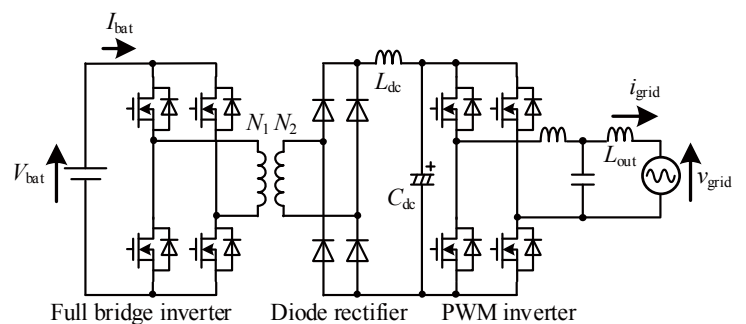 I_bat
V_bat
N_1 N_2
L_dc
C_dc
+
i_grid
L_out
v_grid
Full bridge inverter
Diode rectifier
PWM inverter